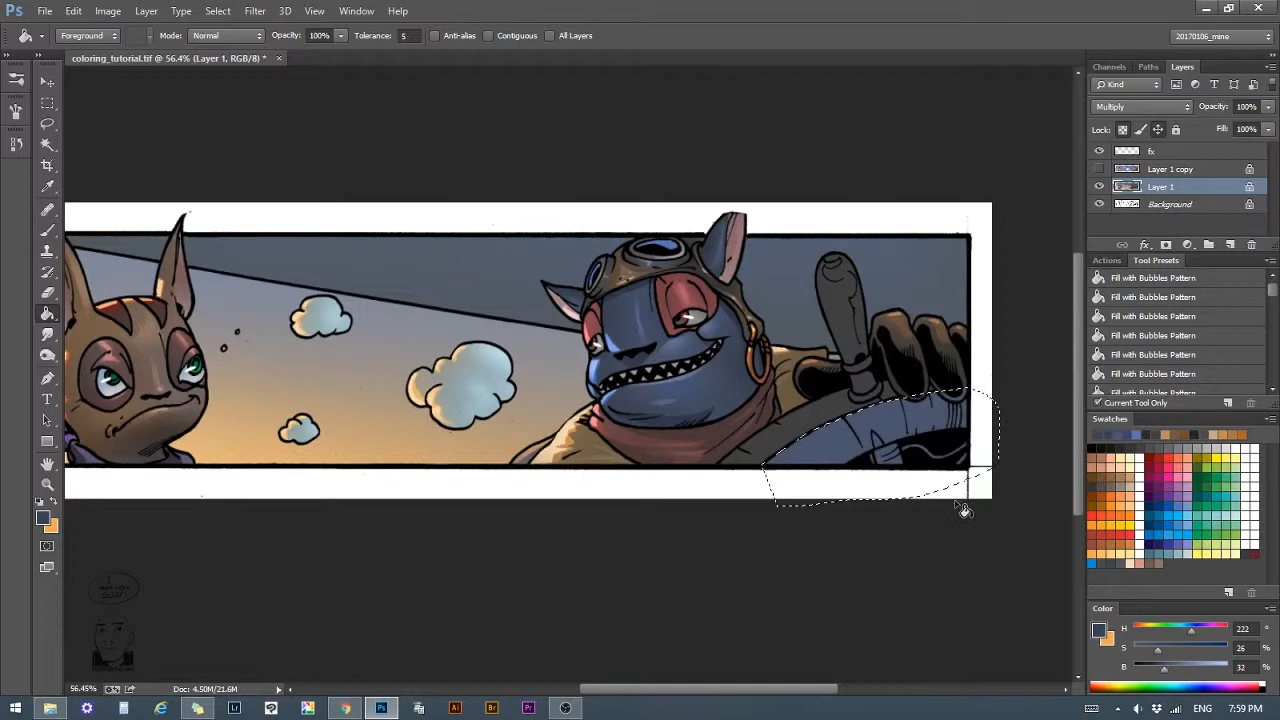 Ps File Edit Image Layer Type Select Filter 3D View Window Help
Foreground Mode: Normal Opacity: 100% Tolerance: 5 Anti-alias Contiguous All Layers 20170106_mine
coloring_tutorial.tif @ 56.4% (Layer 1, RGB/8) * ×
Channels Paths Layers
Kind
Multiply Opacity: 100%
Lock: Fill: 100%
fx
Layer 1 copy
Layer 1
Background
Actions Tool Presets
Fill with Bubbles Pattern
Fill with Bubbles Pattern
Fill with Bubbles Pattern
Fill with Bubbles Pattern
Fill with Bubbles Pattern
Fill with Bubbles Pattern
Current Tool Only
Swatches
Color
H 222 °
S 26 %
B 32 %
56.45% Doc: 4.50M/21.6M
Lr Ps Ai Br Pr ENG 7:59 PM